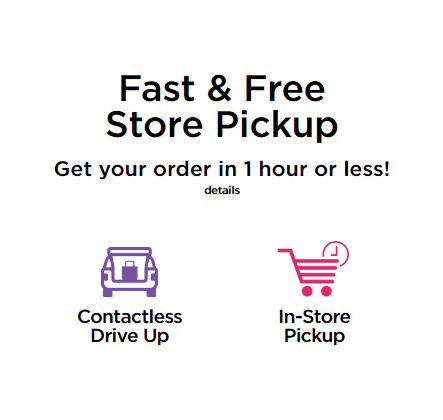 Fast & Free
Store Pickup
Get your order in 1 hour or less!
details
Contactless
Drive Up
In-Store
Pickup